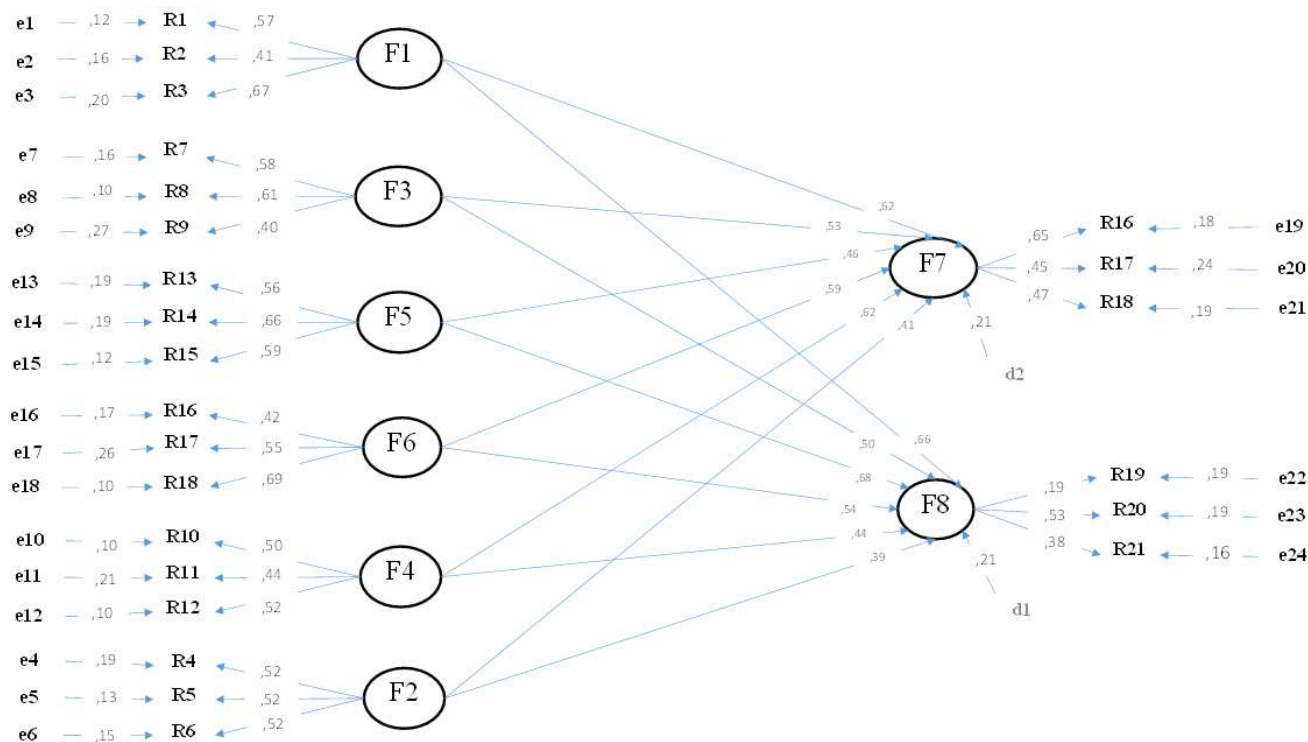 e1 ,12 R1 ,57
e2 ,16 R2 ,41 F1
e3 ,20 R3 ,67
e7 ,16 R7 ,58
e8 ,10 R8 ,61 F3
e9 ,27 R9 ,40
e13 ,19 R13 ,56
e14 ,19 R14 ,66 F5
e15 ,12 R15 ,59
e16 ,17 R16 ,42
e17 ,26 R17 ,55 F6
e18 ,10 R18 ,69
e10 ,10 R10 ,50
e11 ,21 R11 ,44 F4
e12 ,10 R12 ,52
e4 ,19 R4 ,52
e5 ,13 R5 ,52 F2
e6 ,15 R6 ,52
,62
,53
,46
,59
,62
,41
F7
,21
d2
,65 R16 ,18 e19
,45 R17 ,24 e20
,47 R18 ,19 e21
,66
,50
,68
,54
,44
,39
F8
,21
d1
,19 R19 ,19 e22
,53 R20 ,19 e23
,38 R21 ,16 e24